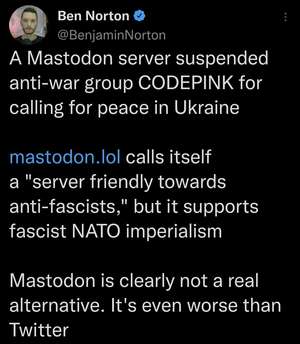 Ben Norton
@BenjaminNorton
A Mastodon server suspended
anti-war group CODEPINK for
calling for peace in Ukraine
mastodon.lol calls itself
a "server friendly towards
anti-fascists," but it supports
fascist NATO imperialism
Mastodon is clearly not a real
alternative. It's even worse than
Twitter